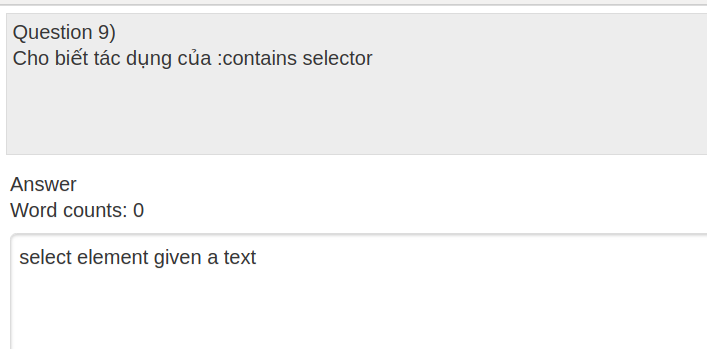 Question 9)
Cho biết tác dụng của :contains selector
Answer
Word counts: 0
select element given a text